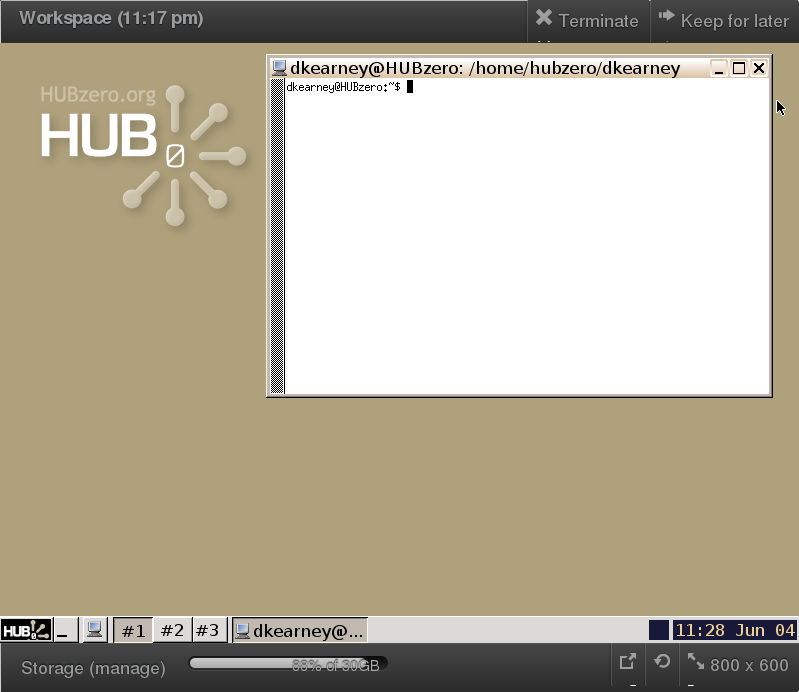 Workspace (11:17 pm)
Terminate
Keep for later
HUBzero.org
HUB
0
dkearney@HUBzero: /home/hubzero/dkearney
dkearney@HUBzero:~$
HUB
#1
#2
#3
dkearney@...
11:28 Jun 04
Storage (manage)
88% of 30GB
800 x 600